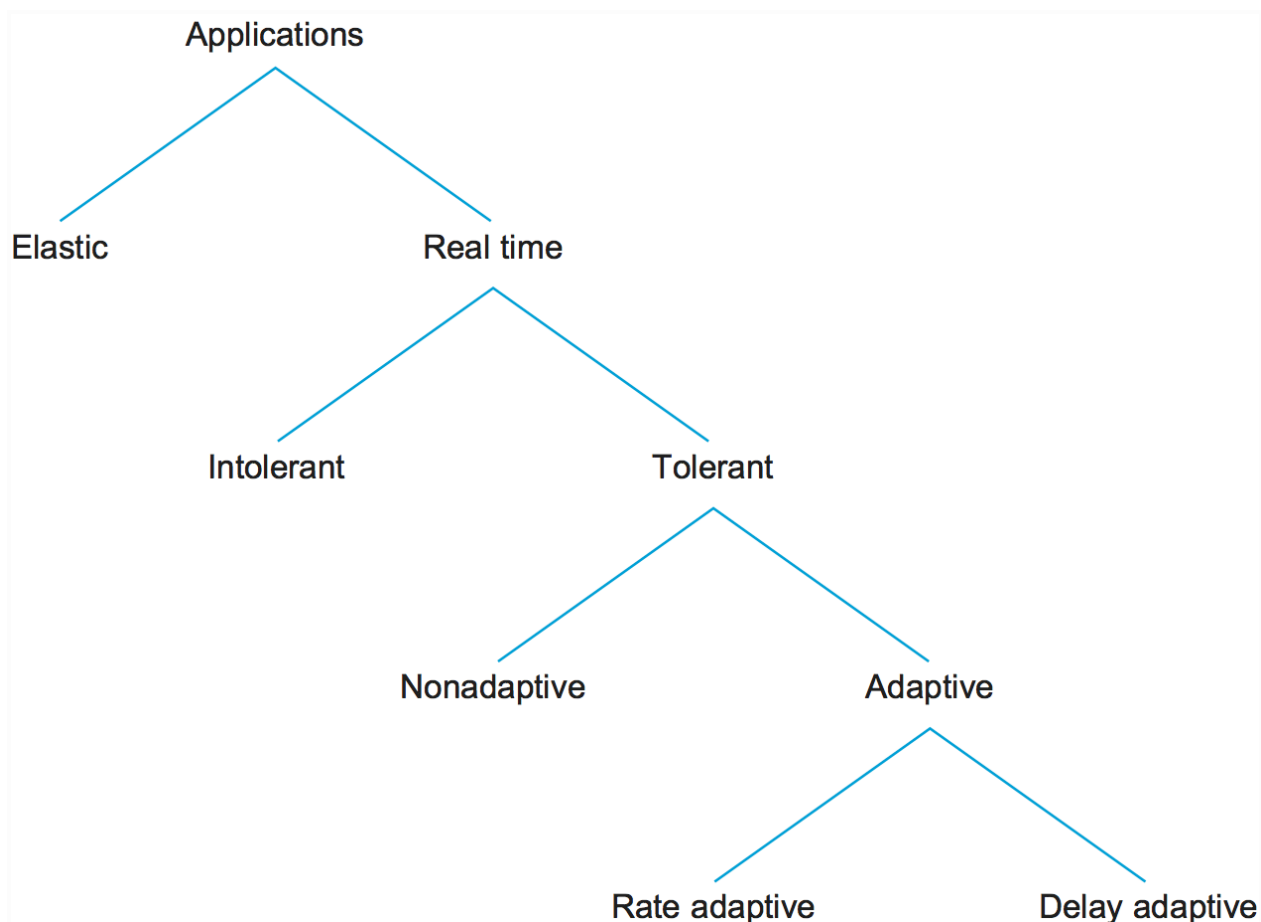 Applications
Elastic
Real time
Intolerant
Tolerant
Nonadaptive
Adaptive
Rate adaptive
Delay adaptive